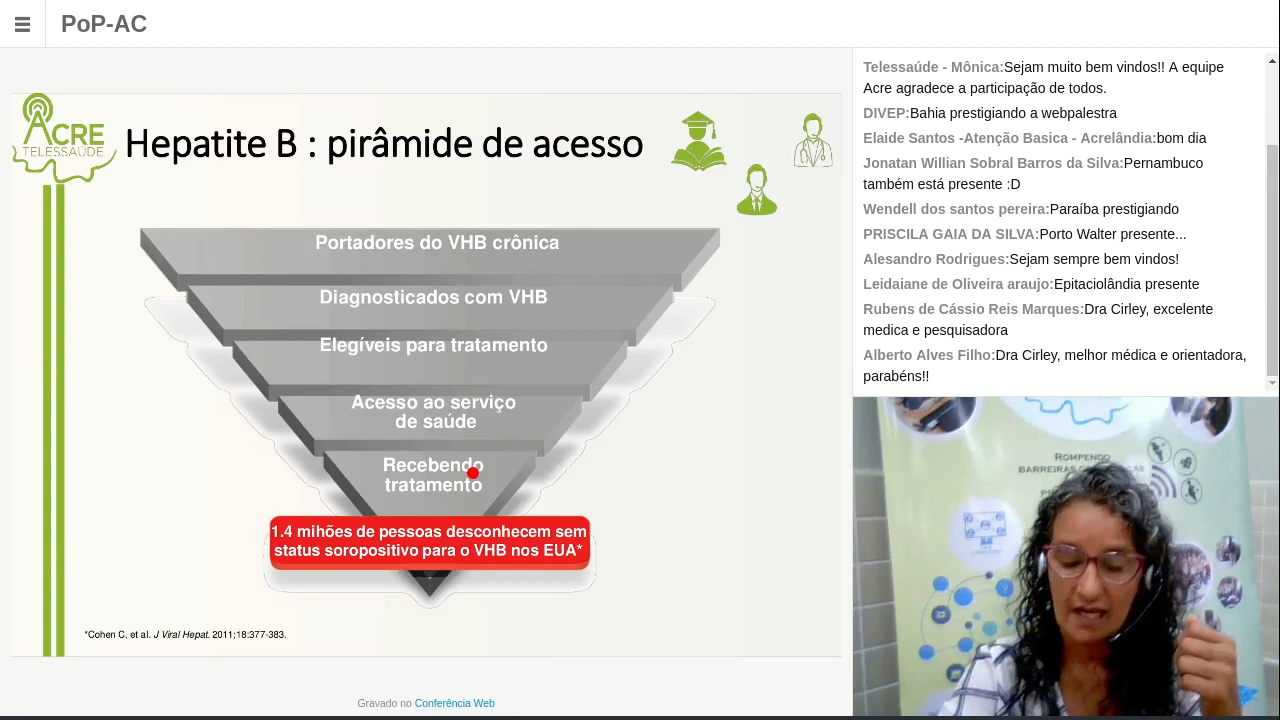 PoP-AC
ACRE
TELESSAÚDE
Hepatite B : pirâmide de acesso
Portadores do VHB crônica
Diagnosticados com VHB
Elegíveis para tratamento
Acesso ao serviço
de saúde
Recebendo
tratamento
1.4 mihões de pessoas desconhecem sem
status soropositivo para o VHB nos EUA*
*Cohen C, et al. J Viral Hepat. 2011;18:377-383.
Gravado no Conferência Web
Telessaúde - Mônica:Sejam muito bem vindos!! A equipe
Acre agradece a participação de todos.
DIVEP:Bahia prestigiando a webpalestra
Elaide Santos -Atenção Basica - Acrelândia:bom dia
Jonatan Willian Sobral Barros da Silva:Pernambuco
também está presente :D
Wendell dos santos pereira:Paraíba prestigiando
PRISCILA GAIA DA SILVA:Porto Walter presente...
Alesandro Rodrigues:Sejam sempre bem vindos!
Leidaiane de Oliveira araujo:Epitaciolândia presente
Rubens de Cássio Reis Marques:Dra Cirley, excelente
medica e pesquisadora
Alberto Alves Filho:Dra Cirley, melhor médica e orientadora,
parabéns!!
ROMPENDO
BARREIRAS